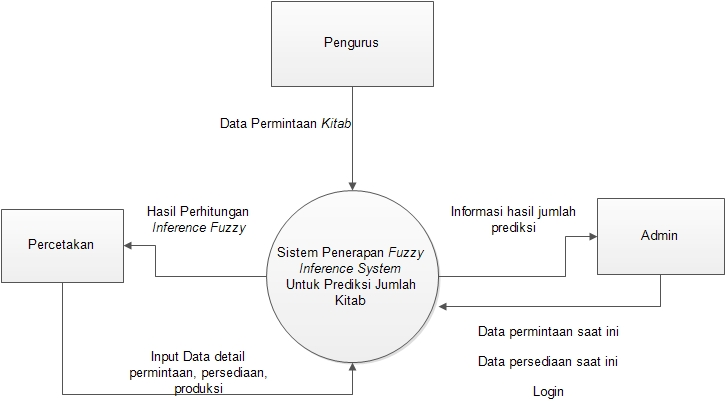 Pengurus
Data Permintaan Kitab
Hasil Perhitungan
Inference Fuzzy
Informasi hasil jumlah
prediksi
Percetakan
Sistem Penerapan Fuzzy
Inference System
Untuk Prediksi Jumlah
Kitab
Admin
Input Data detail
permintaan, persediaan,
produksi
Data permintaan saat ini
Data persediaan saat ini
Login